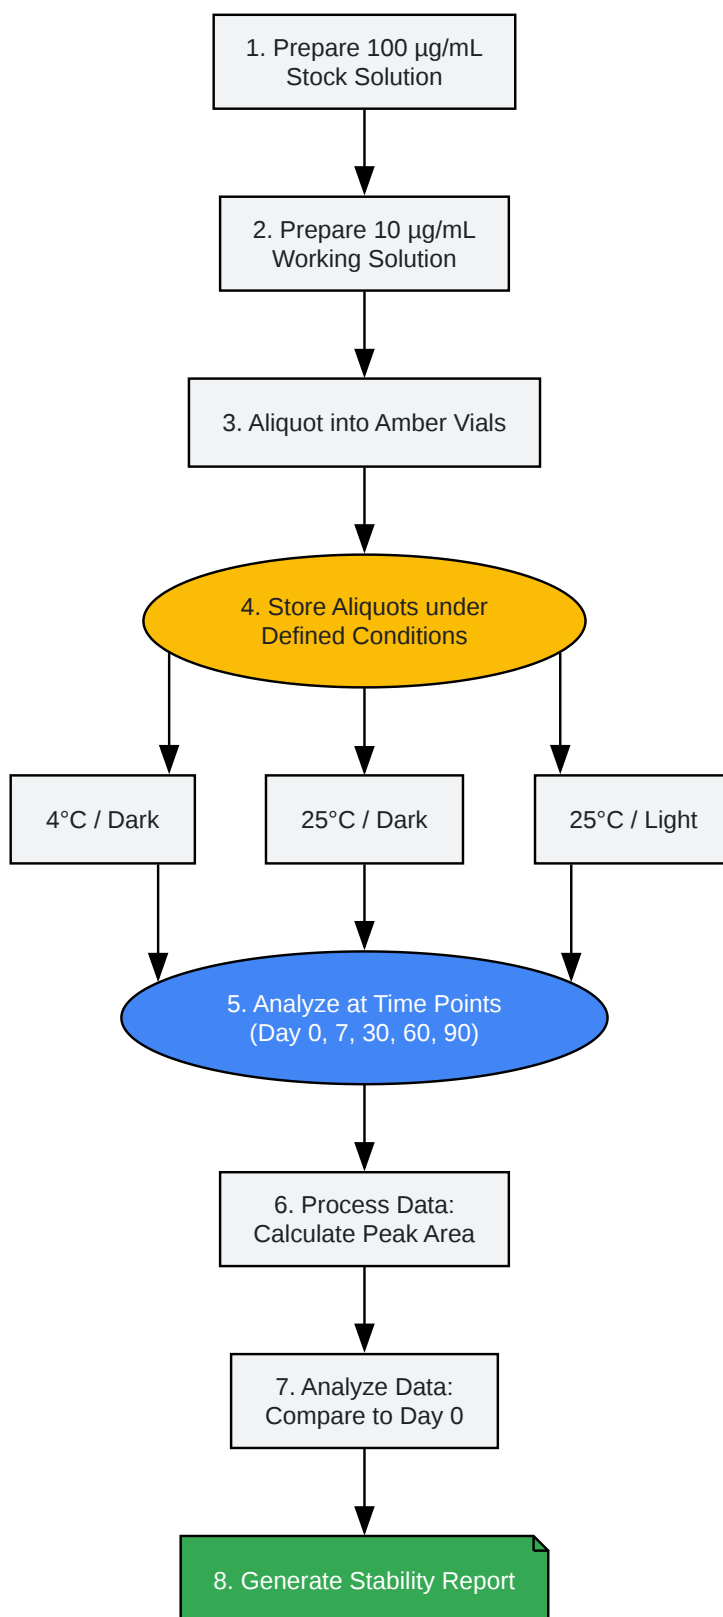 1. Prepare 100 µg/mL
Stock Solution
2. Prepare 10 µg/mL
Working Solution
3. Aliquot into Amber Vials
4. Store Aliquots under
Defined Conditions
4°C / Dark
25°C / Dark
25°C / Light
5. Analyze at Time Points
(Day 0, 7, 30, 60, 90)
6. Process Data:
Calculate Peak Area
7. Analyze Data:
Compare to Day 0
8. Generate Stability Report